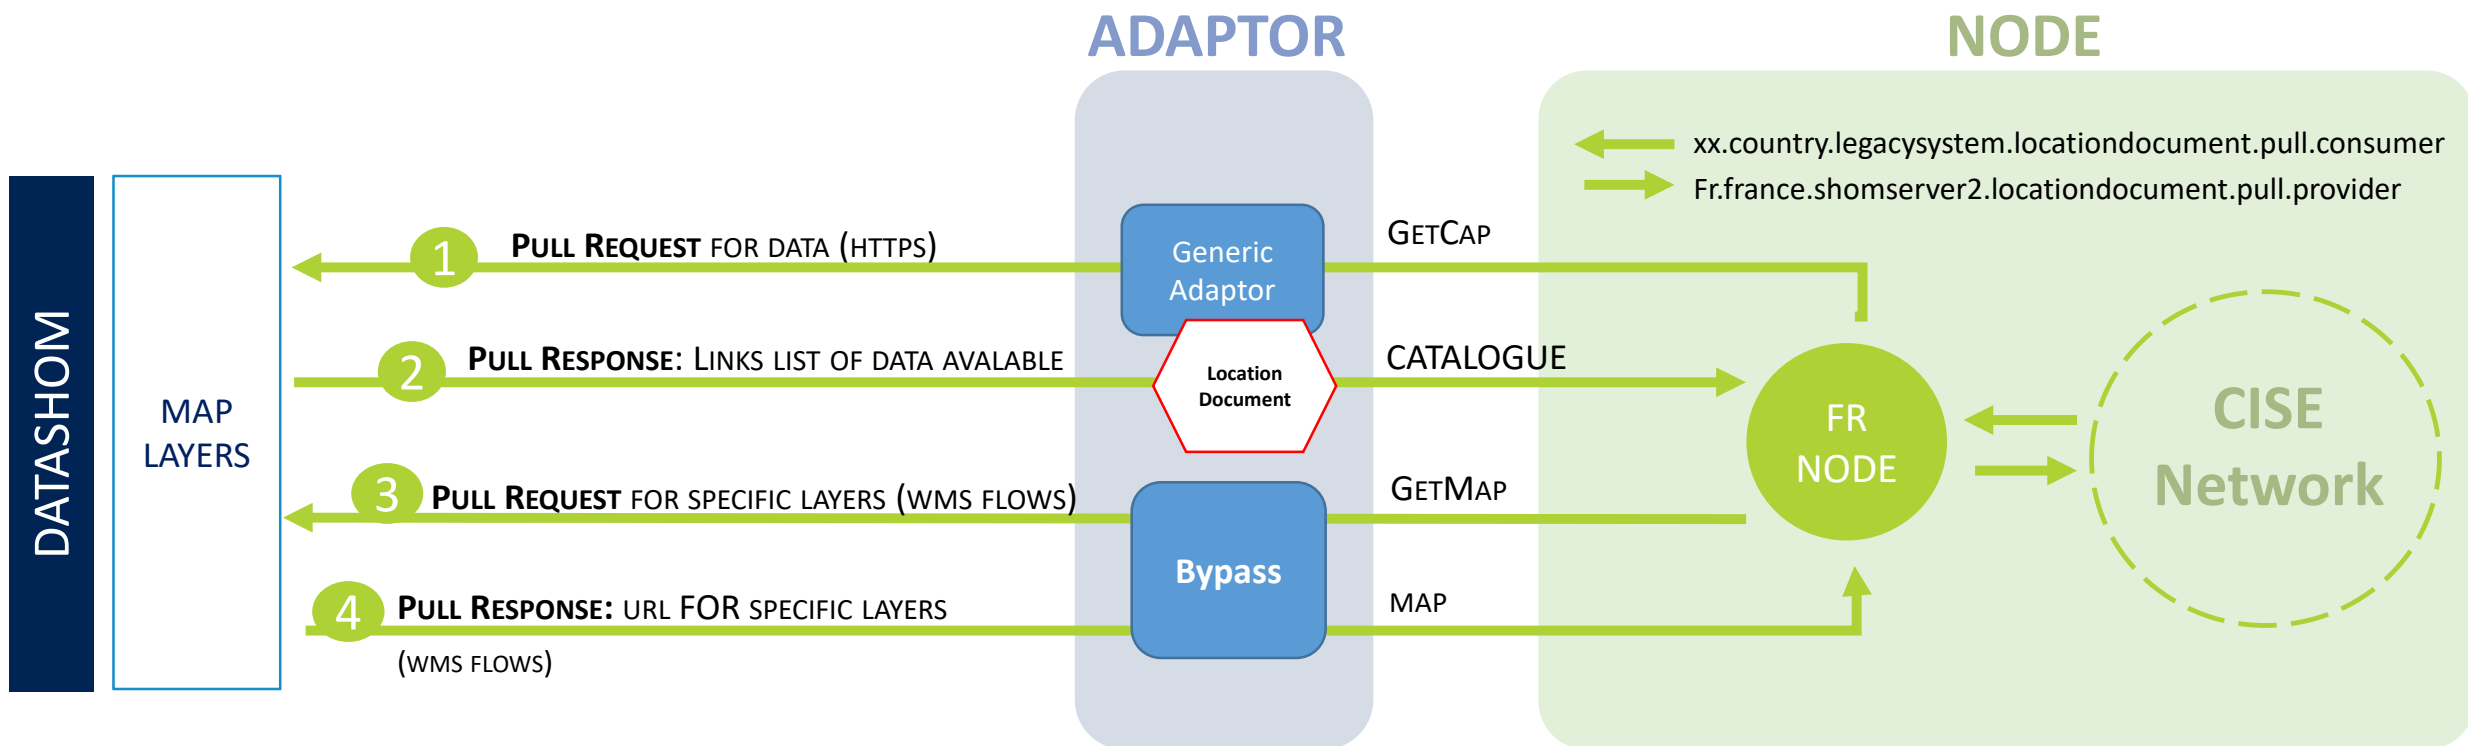 ADAPTOR
NODE
xx.country.legacysystem.locationdocument.pull.consumer
Fr.france.shomserver2.locationdocument.pull.provider
DATASHOM
MAP
LAYERS
1
PULL REQUEST FOR DATA (HTTPS)
Generic
Adaptor
GETCAP
2
PULL RESPONSE: LINKS LIST OF DATA AVALABLE
Location
Document
CATALOGUE
3
PULL REQUEST FOR SPECIFIC LAYERS (WMS FLOWS)
GETMAP
Bypass
4
PULL RESPONSE: URL FOR SPECIFIC LAYERS
(WMS FLOWS)
MAP
FR
NODE
CISE
Network